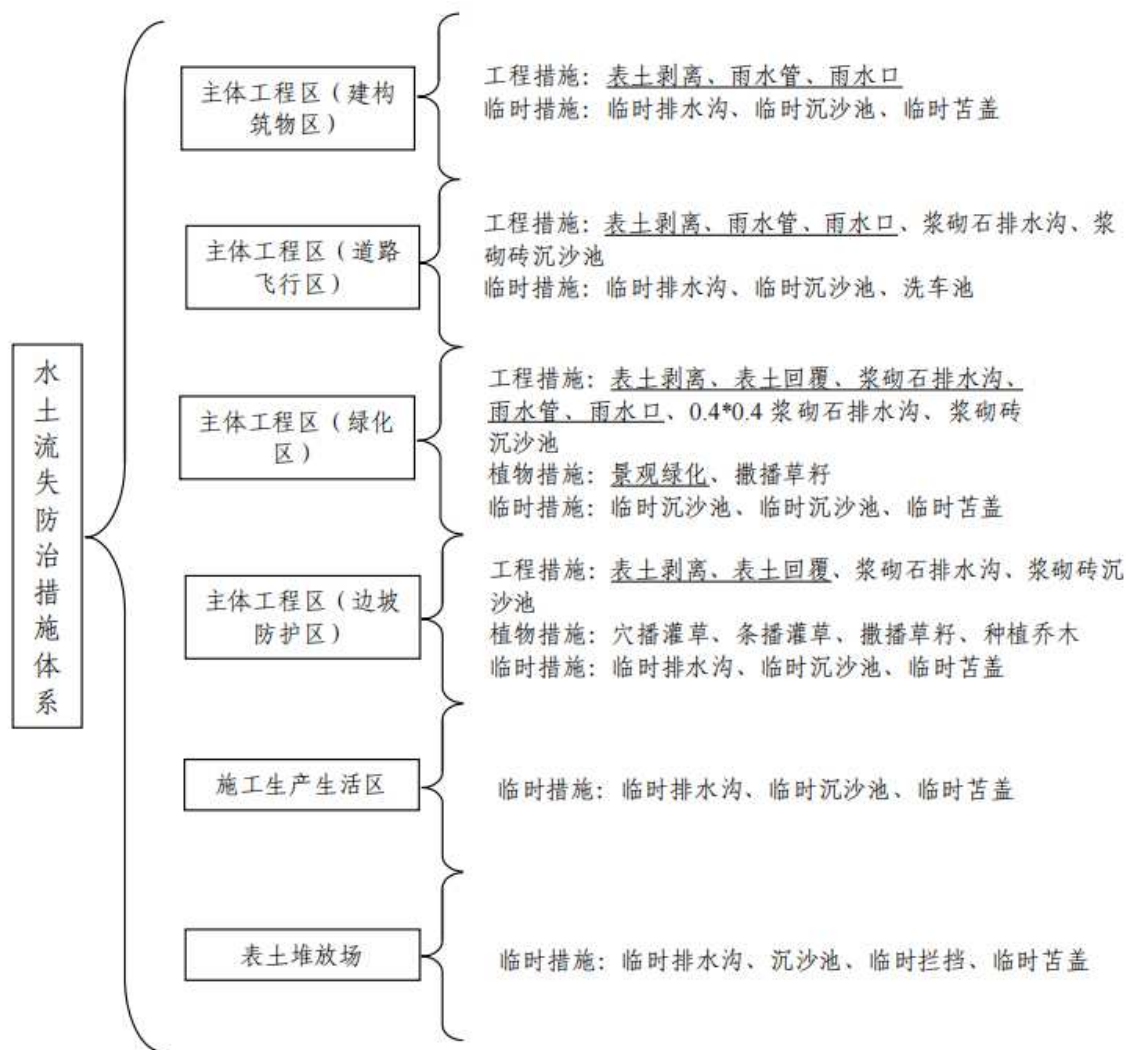 水土流失防治措施体系
主体工程区（建构
筑物区）
工程措施：表土剥离、雨水管、雨水口
临时措施：临时排水沟、临时沉沙池、临时苫盖
主体工程区（道路
飞行区）
工程措施：表土剥离、雨水管、雨水口、浆砌石排水沟、浆
砌砖沉沙池
临时措施：临时排水沟、临时沉沙池、洗车池
主体工程区（绿化
区）
工程措施：表土剥离、表土回覆、浆砌石排水沟、
雨水管、雨水口、0.4*0.4 浆砌石排水沟、浆砌砖
沉沙池
植物措施：景观绿化、撒播草籽
临时措施：临时沉沙池、临时沉沙池、临时苫盖
主体工程区（边坡
防护区）
工程措施：表土剥离、表土回覆、浆砌石排水沟、浆砌砖沉
沙池
植物措施：穴播灌草、条播灌草、撒播草籽、种植乔木
临时措施：临时排水沟、临时沉沙池、临时苫盖
施工生产生活区
临时措施：临时排水沟、临时沉沙池、临时苫盖
表土堆放场
临时措施：临时排水沟、沉沙池、临时拦挡、临时苫盖